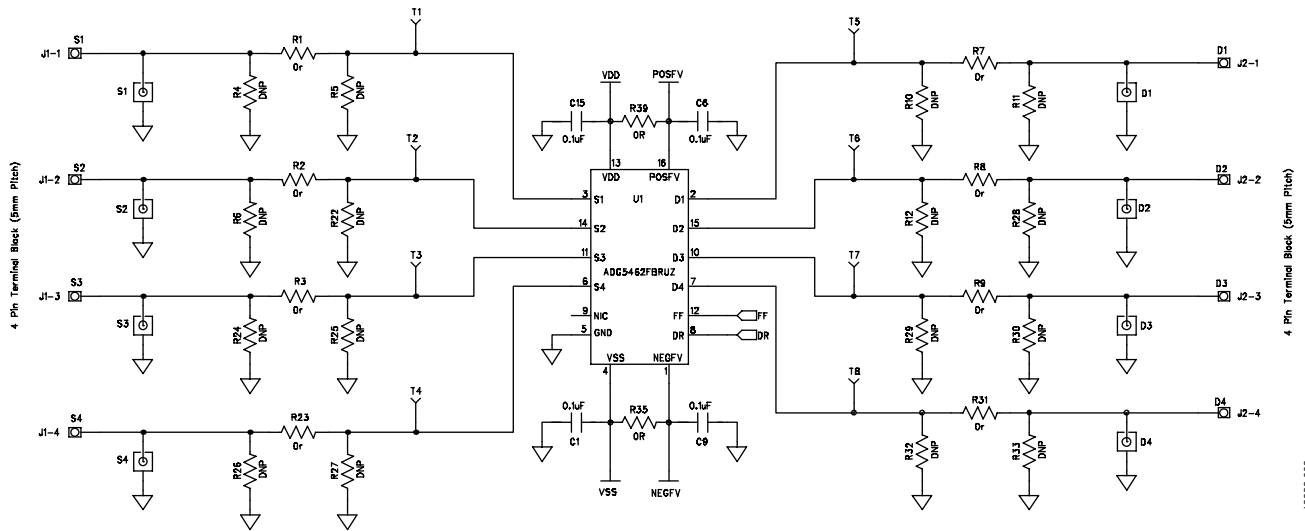 T1
S1
J1-1
R1
0r
S1
R4
DNP
R5
DNP
T2
S2
J1-2
R2
0r
S2
R6
DNP
R22
DNP
T3
S3
J1-3
R3
0r
S3
R24
DNP
R25
DNP
T4
S4
J1-4
R23
0r
S4
R26
DNP
R27
DNP
4 Pin Terminal Block (5mm Pitch)
VDD
POSFV
C15
0.1uF
R39
0R
C6
0.1uF
13
16
VDD
POSFV
U1
3
S1
D1
2
14
S2
D2
15
11
S3
D3
10
ADG5462FBRUZ
6
S4
D4
7
9
NIC
FF
12
FF
5
GND
DR
8
DR
VSS
NEGFV
4
1
0.1uF
C1
R35
0R
0.1uF
C9
VSS
NEGFV
T5
R7
0r
D1
J2-1
R10
DNP
R11
DNP
D1
T6
R8
0r
D2
J2-2
R12
DNP
R28
DNP
D2
T7
R9
0r
D3
J2-3
R29
DNP
R30
DNP
D3
T8
R31
0r
D4
J2-4
R32
DNP
R33
DNP
D4
4 Pin Terminal Block (5mm Pitch)